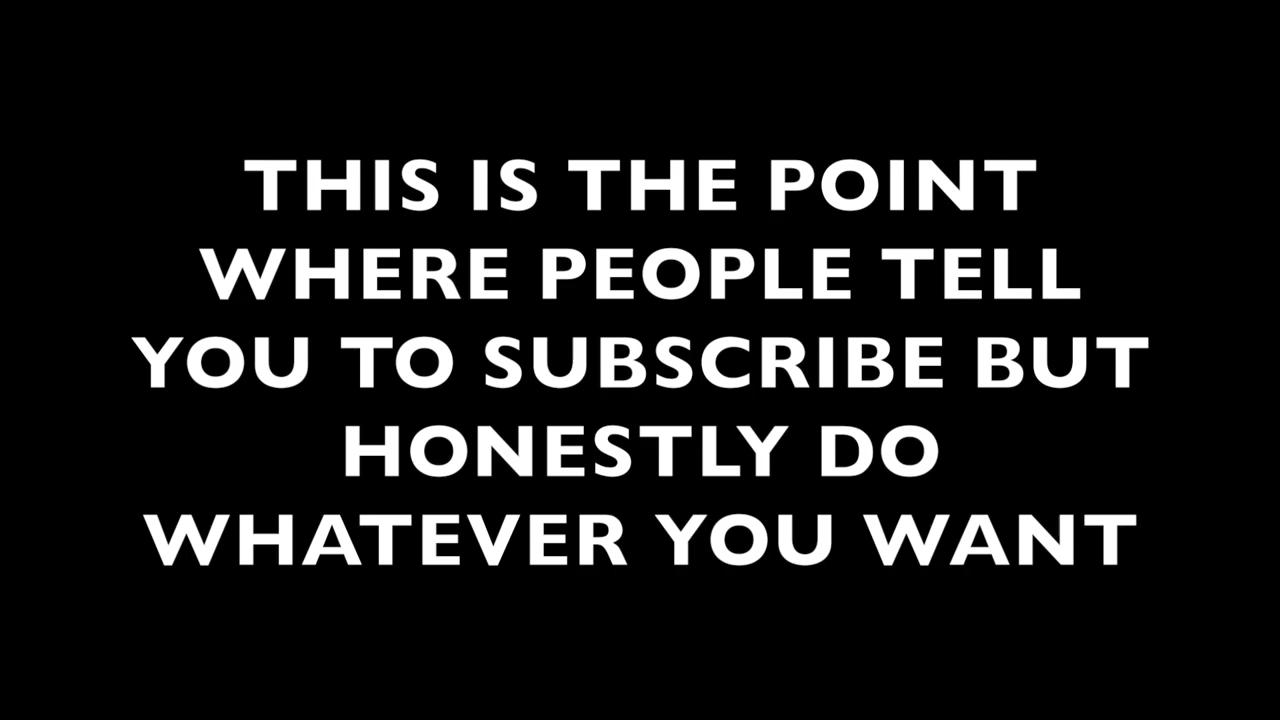 THIS IS THE POINT
WHERE PEOPLE TELL
YOU TO SUBSCRIBE BUT
HONESTLY DO
WHATEVER YOU WANT